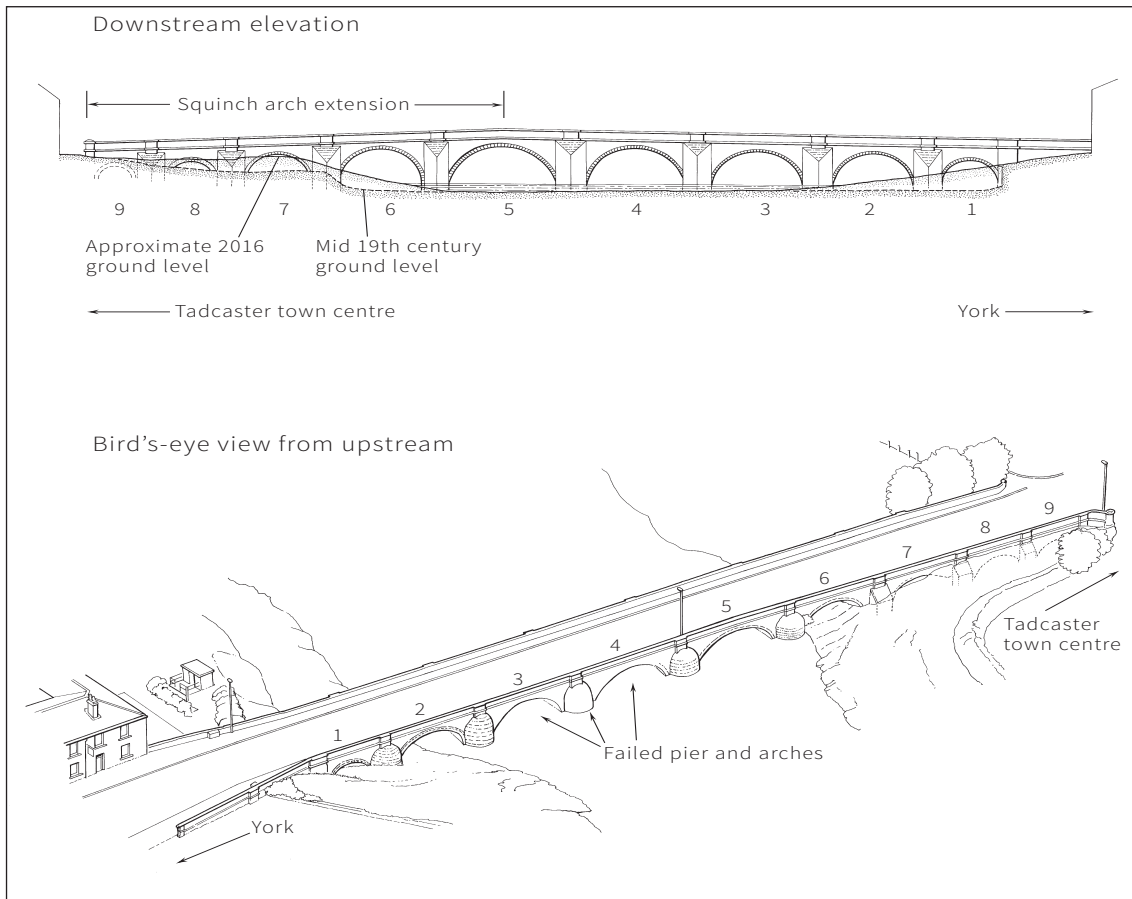 Downstream elevation
Squinch arch extension
9 8 7 6 5 4 3 2 1
Approximate 2016
ground level
Mid 19th century
ground level
Tadcaster town centre
York
Bird’s-eye view from upstream
9
8
7
6
5
4
3
2
1
Tadcaster
town centre
Failed pier and arches
York